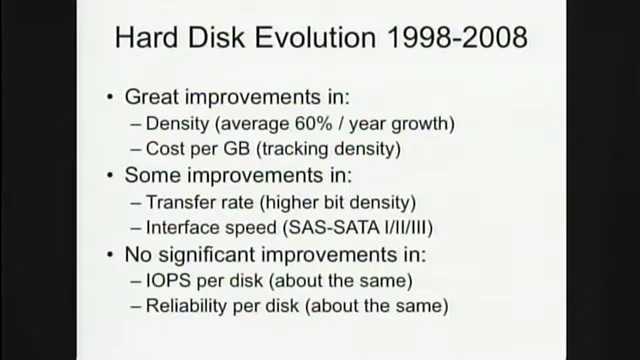 Hard Disk Evolution 1998-2008
• Great improvements in:
– Density (average 60% / year growth)
– Cost per GB (tracking density)
• Some improvements in:
– Transfer rate (higher bit density)
– Interface speed (SAS-SATA I/II/III)
• No significant improvements in:
– IOPS per disk (about the same)
– Reliability per disk (about the same)